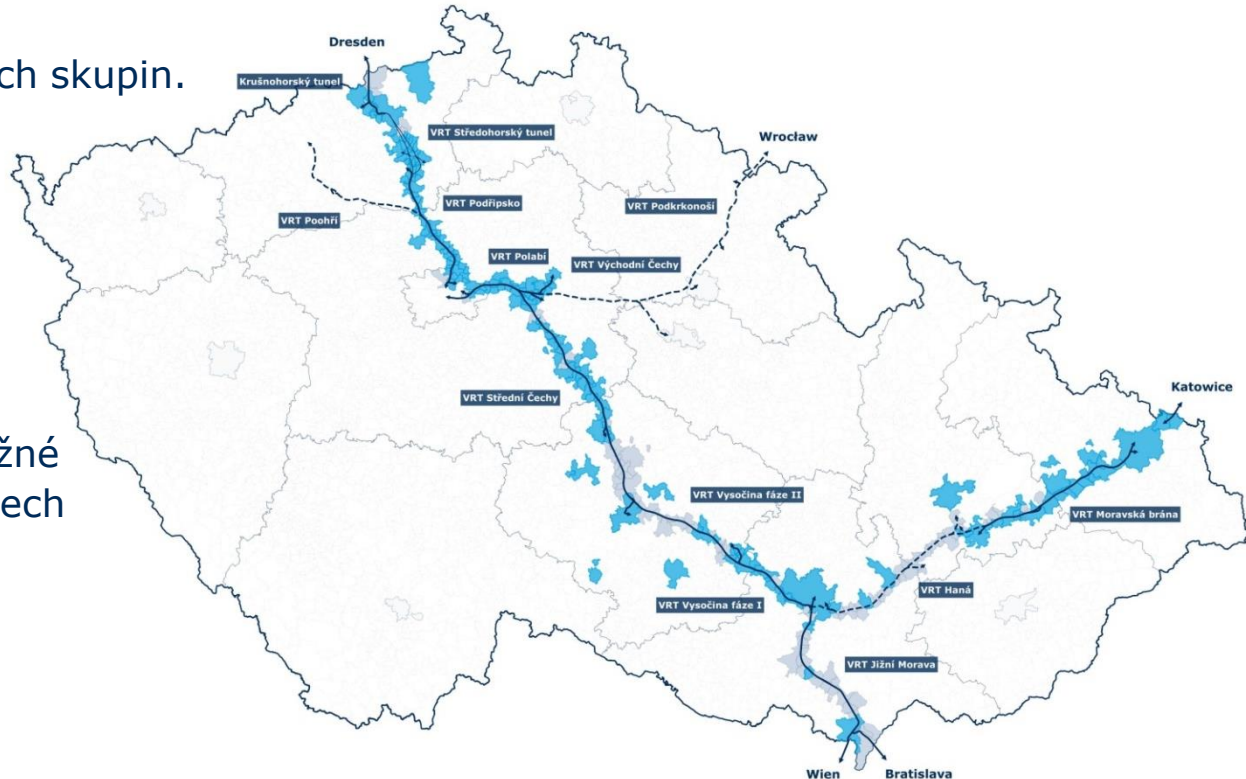 ch skupin.
žné
ech
Dresden
Krušnohorský tunel
VRT Středohorský tunel
Wrocław
VRT Podřipsko
VRT Podkrkonoší
VRT Poohří
VRT Polabí
VRT Východní Čechy
VRT Střední Čechy
Katowice
VRT Vysočina fáze II
VRT Moravská brána
VRT Haná
VRT Vysočina fáze I
VRT Jižní Morava
Wien
Bratislava